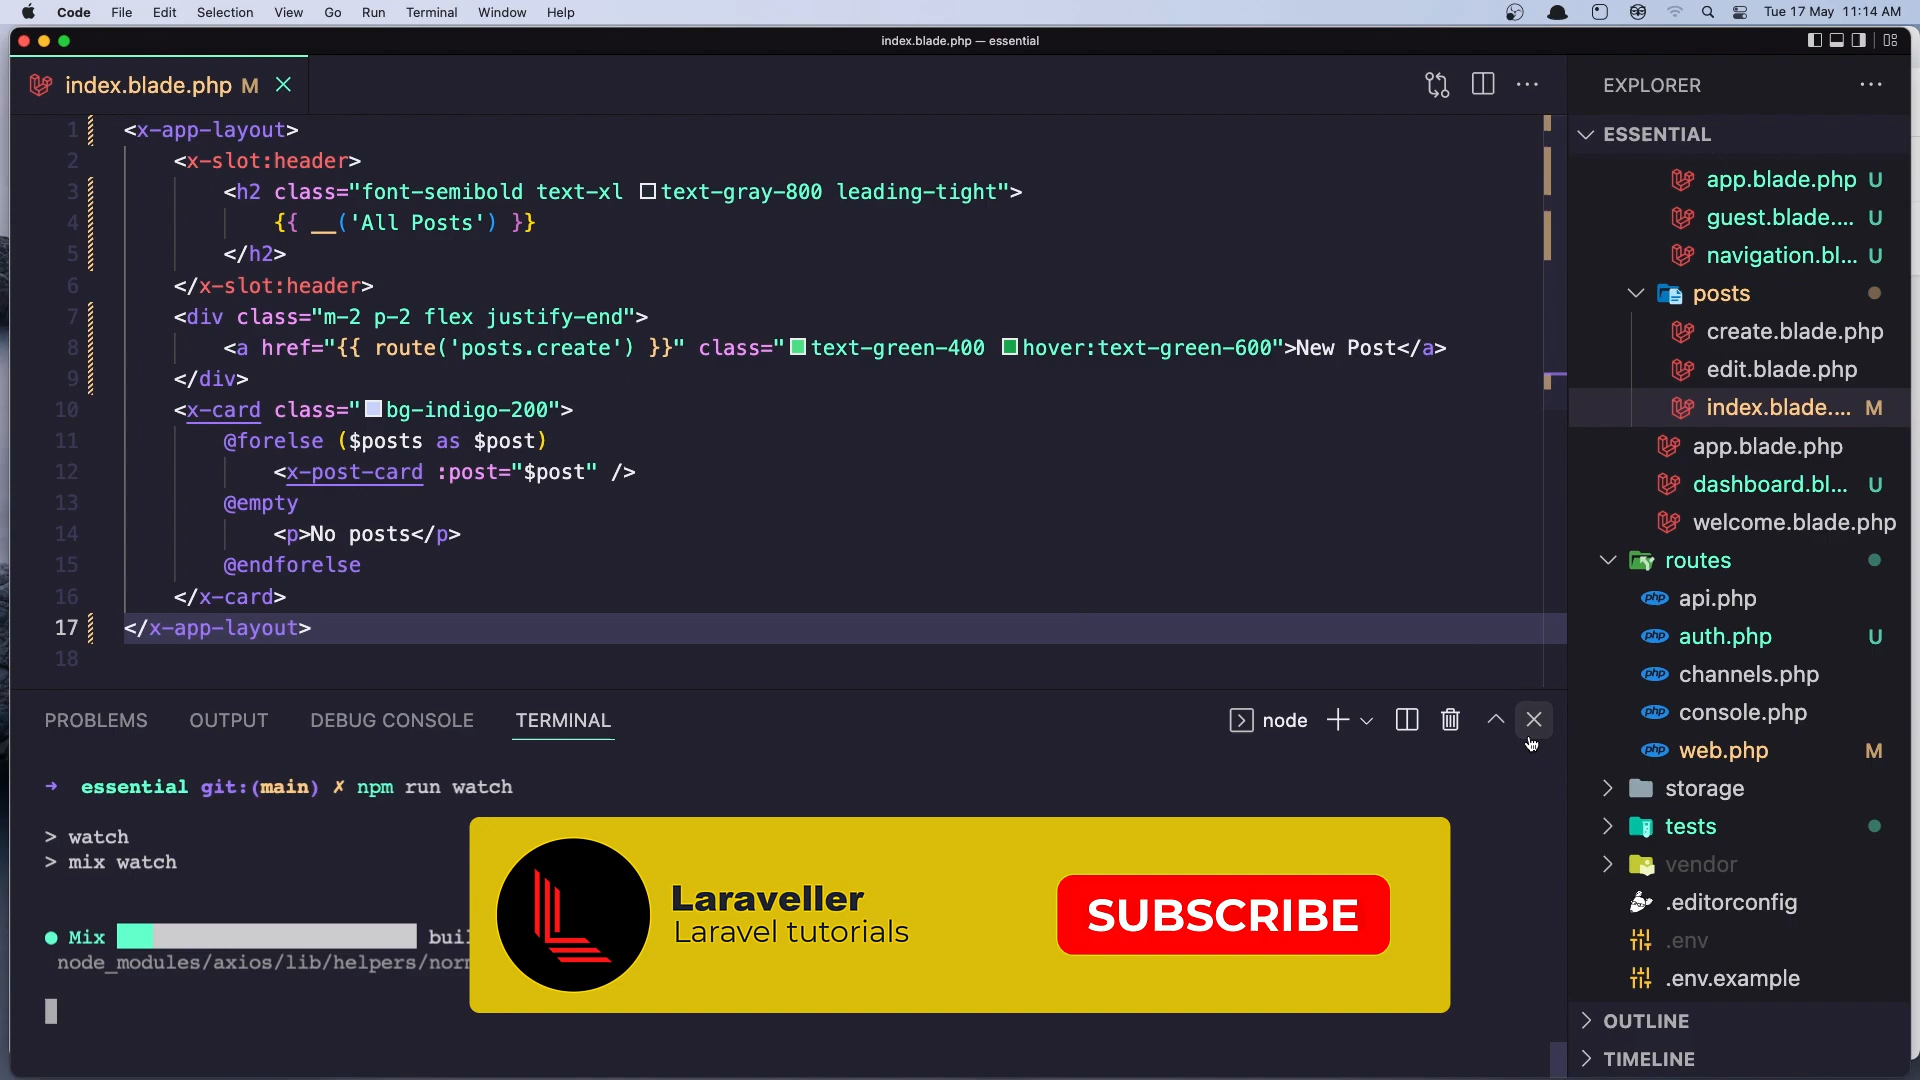 Code File Edit Selection View Go Run Terminal Window Help Tue 17 May 11:14 AM
index.blade.php — essential
index.blade.php M
EXPLORER
ESSENTIAL
1 <x-app-layout>
2 <x-slot:header>
3 <h2 class="font-semibold text-xl text-gray-800 leading-tight">
4 {{ __('All Posts') }}
5 </h2>
6 </x-slot:header>
7 <div class="m-2 p-2 flex justify-end">
8 <a href="{{ route('posts.create') }}" class="text-green-400 hover:text-green-600">New Post</a>
9 </div>
10 <x-card class="bg-indigo-200">
11 @forelse ($posts as $post)
12 <x-post-card :post="$post" />
13 @empty
14 <p>No posts</p>
15 @endforelse
16 </x-card>
17 </x-app-layout>
18
app.blade.php U
guest.blade.... U
navigation.bl... U
posts
create.blade.php
edit.blade.php
index.blade.... M
app.blade.php
dashboard.bl... U
welcome.blade.php
routes
php api.php
php auth.php U
php channels.php
php console.php
php web.php M
storage
tests
vendor
.editorconfig
.env
.env.example
OUTLINE
TIMELINE
PROBLEMS OUTPUT DEBUG CONSOLE TERMINAL node
→ essential git:(main) ✗ npm run watch
> watch
> mix watch
● Mix buil
node_modules/axios/lib/helpers/norm
Laraveller
Laravel tutorials
SUBSCRIBE